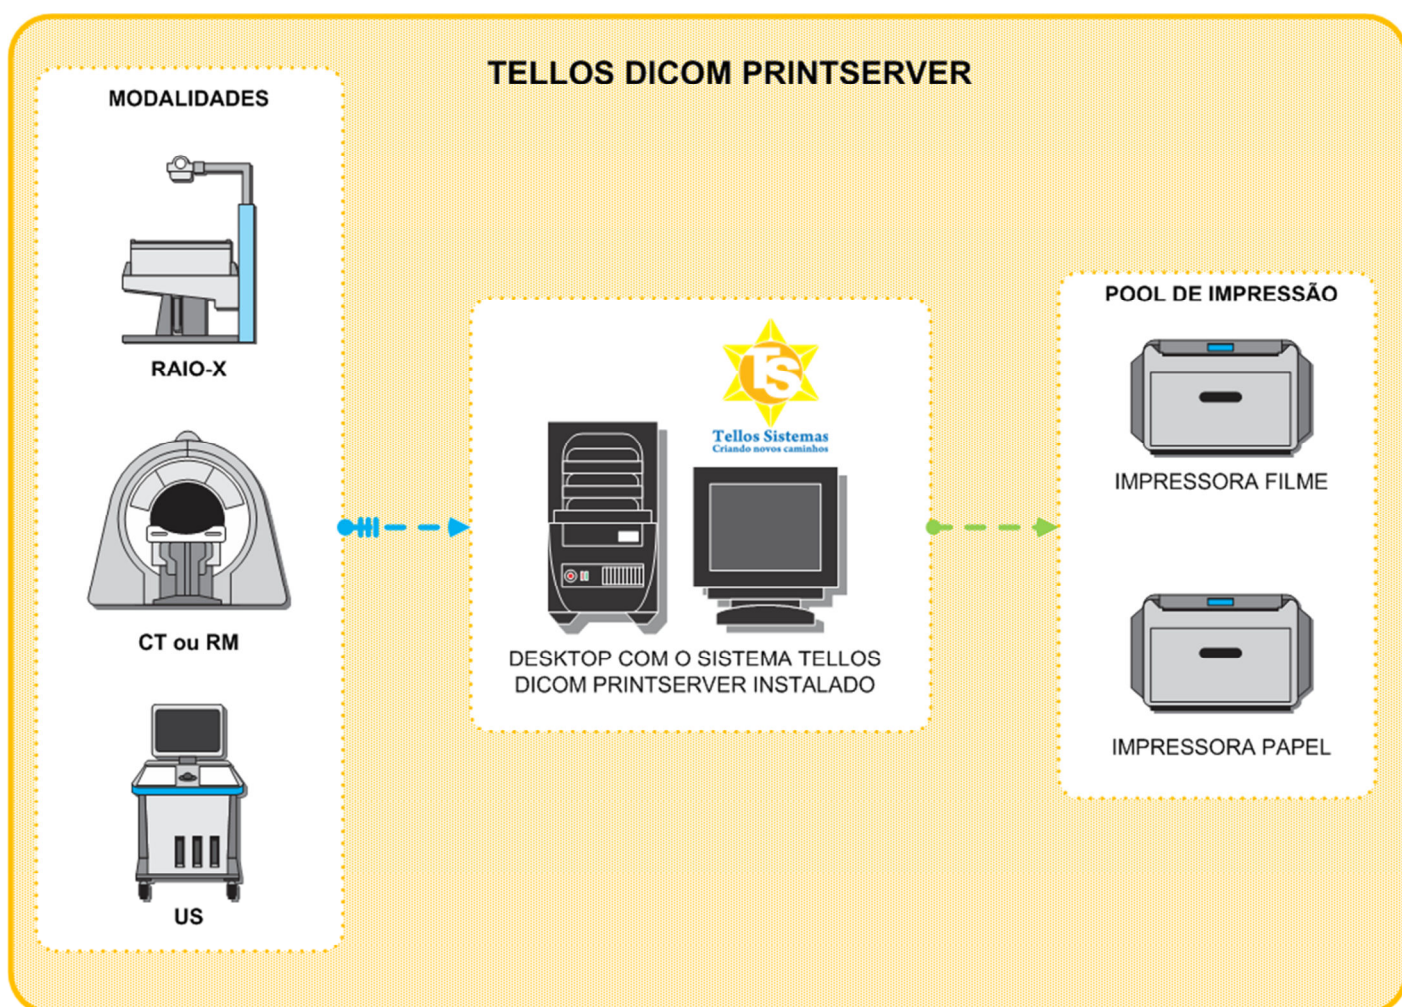 TELLOS DICOM PRINTSERVER
MODALIDADES
RAIO-X
CT ou RM
US
TS
Tellos Sistemas
Criando novos caminhos
DESKTOP COM O SISTEMA TELLOS
DICOM PRINTSERVER INSTALADO
POOL DE IMPRESSÃO
IMPRESSORA FILME
IMPRESSORA PAPEL